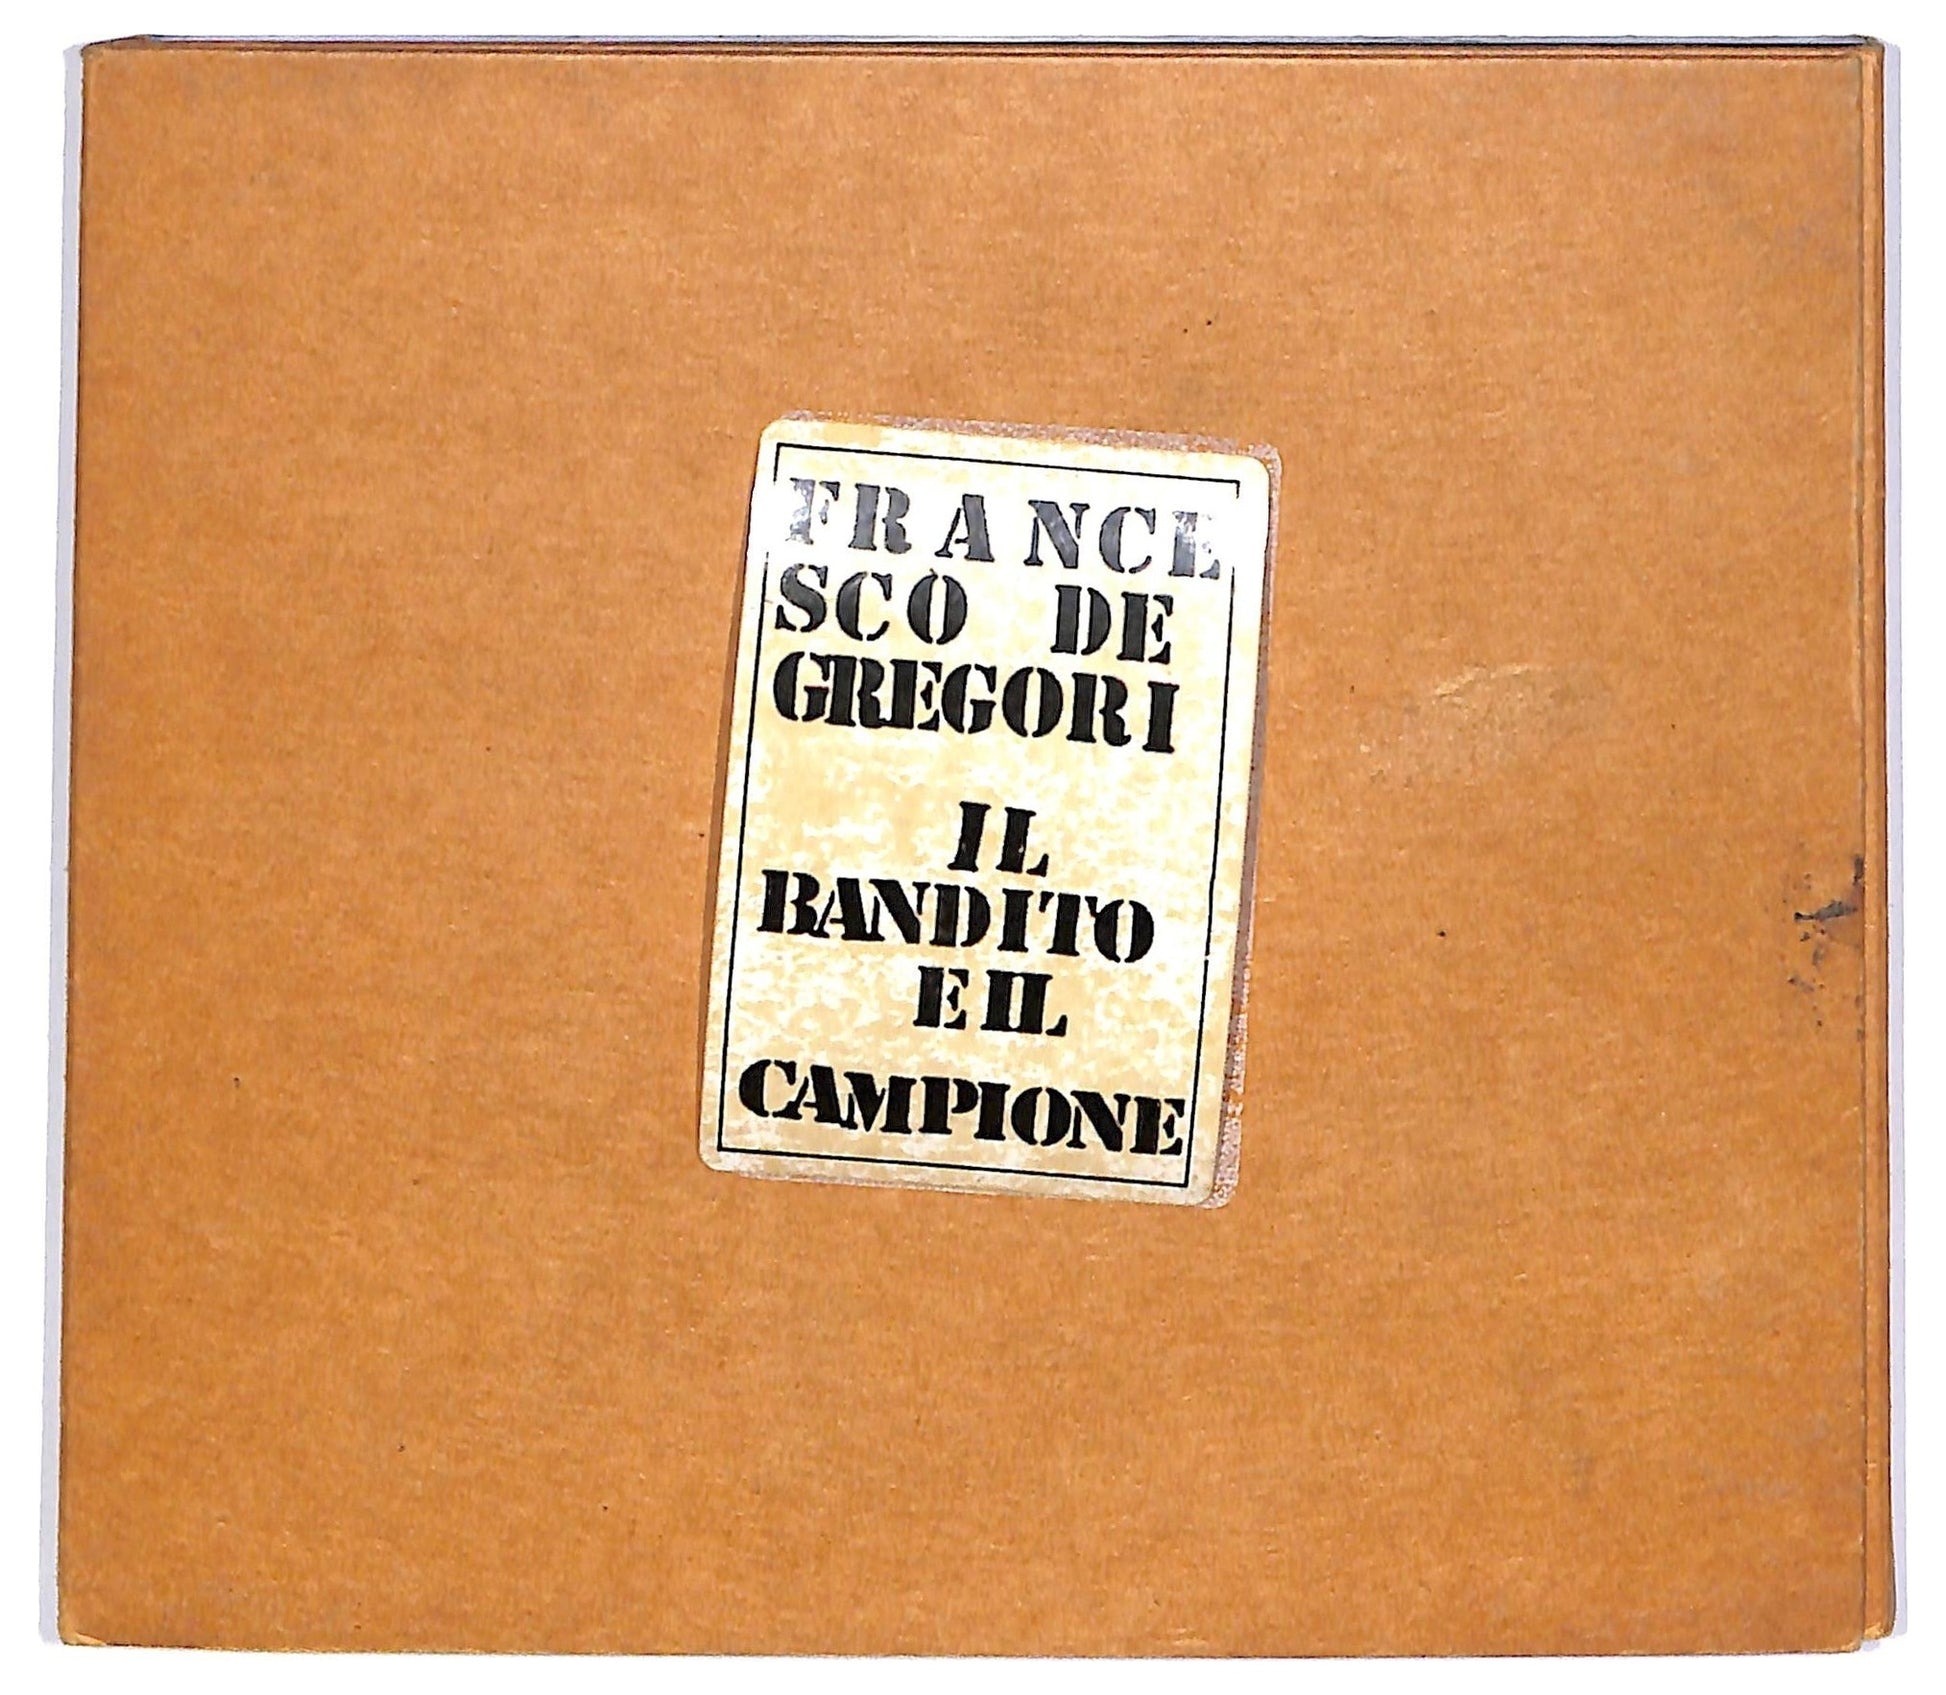 FRANCE
SCO DE
GREGORI
IL
BANDITO
E IL
CAMPIONE